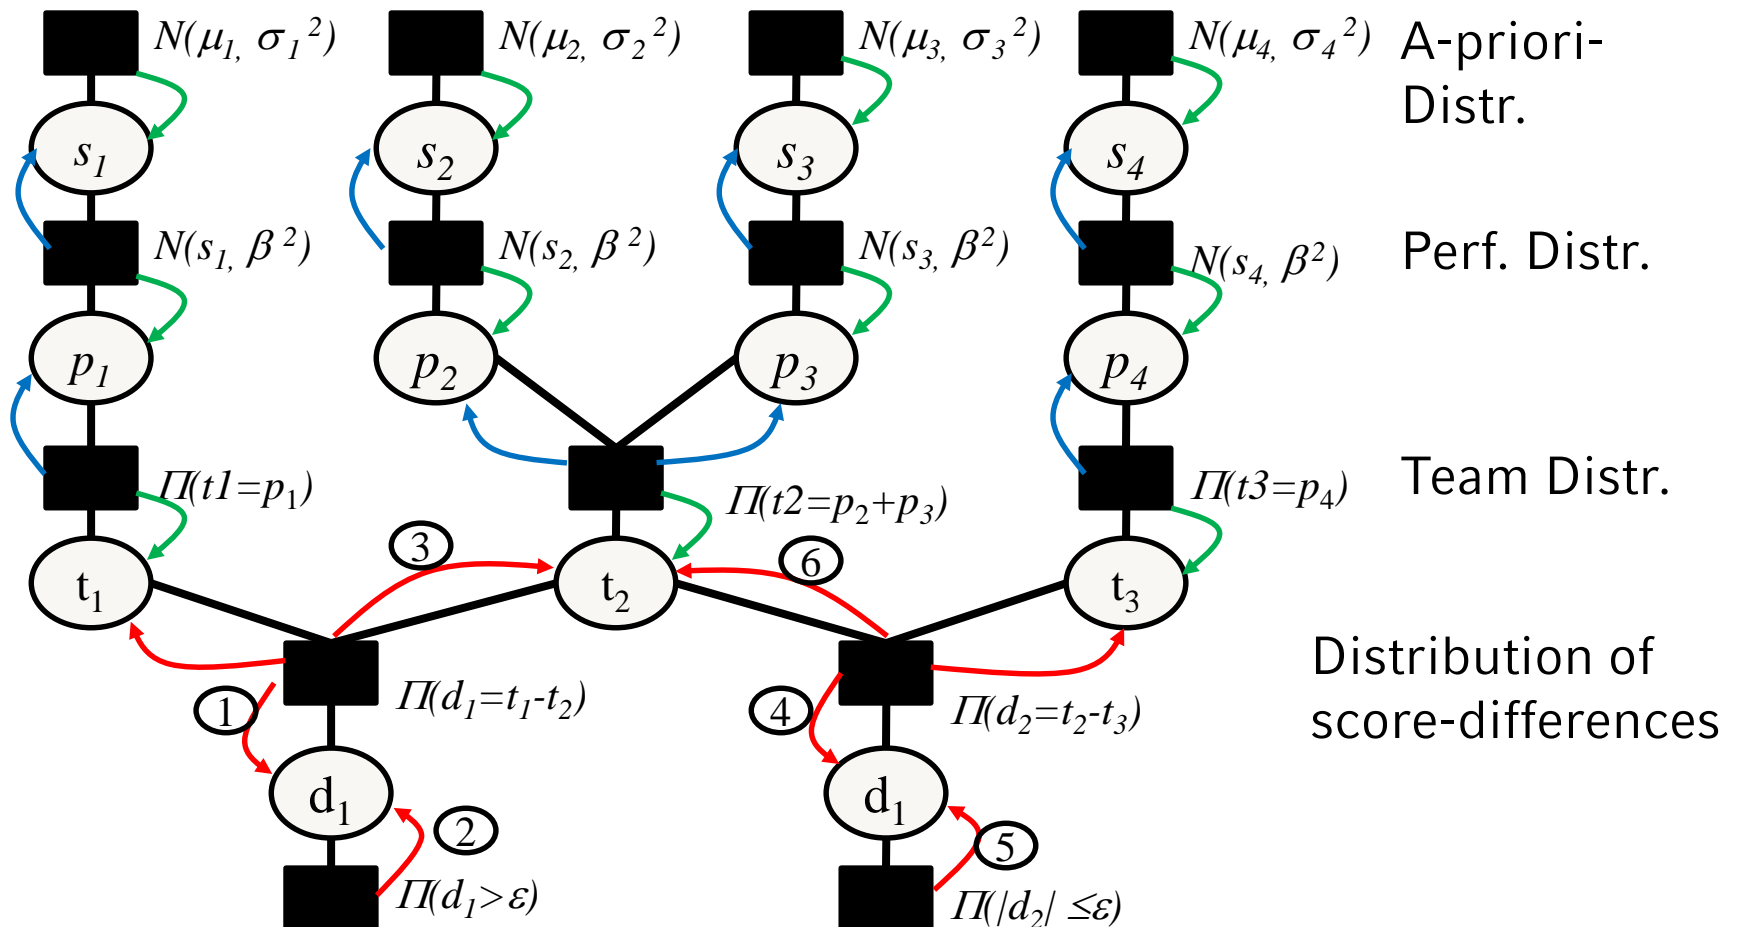 N(μ1, σ1²)
N(μ2, σ2²)
N(μ3, σ3²)
N(μ4, σ4²)
A-priori-
Distr.
s1
s2
s3
s4
N(s1, β²)
N(s2, β²)
N(s3, β²)
N(s4, β²)
Perf. Distr.
p1
p2
p3
p4
Π(t1=p1)
Π(t2=p2+p3)
Π(t3=p4)
Team Distr.
3
6
t1
t2
t3
Distribution of
score-differences
1
Π(d1=t1-t2)
4
Π(d2=t2-t3)
d1
d1
2
5
Π(d1>ε)
Π(|d2| ≤ε)